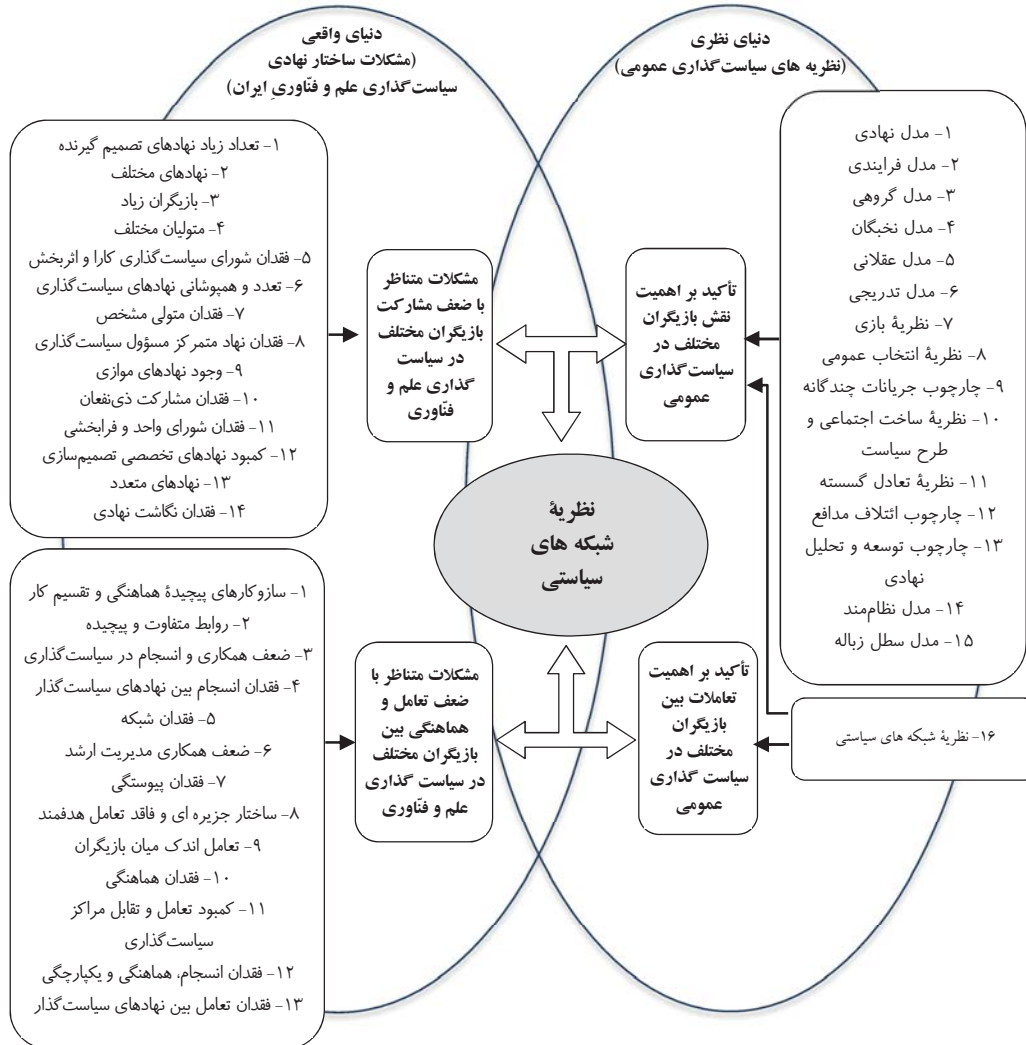 دنیای نظری
(نظریه های سیاست‌گذاری عمومی)
دنیای واقعی
(مشکلات ساختار نهادی
سیاست‌گذاری علم و فنّاوریِ ایران)
۱- مدل نهادی
۲- مدل فرایندی
۳- مدل گروهی
۴- مدل نخبگان
۵- مدل عقلانی
۶- مدل تدریجی
۷- نظریهٔ بازی
۸- نظریهٔ انتخاب عمومی
۹- چارچوب جریانات چندگانه
۱۰- نظریهٔ ساخت اجتماعی و
طرح سیاست
۱۱- نظریهٔ تعادل گسسته
۱۲- چارچوب ائتلاف مدافع
۱۳- چارچوب توسعه و تحلیل
نهادی
۱۴- مدل نظام‌مند
۱۵- مدل سطل زباله
۱۶- نظریهٔ شبکه های سیاستی
تأکید بر اهمیت
نقش بازیگران
مختلف در
سیاست‌گذاری
عمومی
تأکید بر اهمیت
تعاملات بین
بازیگران
مختلف در
سیاست گذاری
عمومی
نظریهٔ
شبکه های
سیاستی
مشکلات متناظر
با ضعف مشارکت
بازیگران مختلف
در سیاست
گذاری علم و
فنّاوری
مشکلات متناظر با
ضعف تعامل و
هماهنگی بین
بازیگران مختلف
در سیاست گذاری
علم و فنّاوری
۱- تعداد زیاد نهادهای تصمیم گیرنده
۲- نهادهای مختلف
۳- بازیگران زیاد
۴- متولیان مختلف
۵- فقدان شورای سیاست‌گذاری کارا و اثربخش
۶- تعدد و همپوشانی نهادهای سیاست‌گذاری
۷- فقدان متولی مشخص
۸- فقدان نهاد متمرکز مسؤول سیاست‌گذاری
۹- وجود نهادهای موازی
۱۰- فقدان مشارکت ذی‌نفعان
۱۱- فقدان شورای واحد و فرابخشی
۱۲- کمبود نهادهای تخصصی تصمیم‌سازی
۱۳- نهادهای متعدد
۱۴- فقدان نگاشت نهادی
۱- سازوکارهای پیچیدهٔ هماهنگی و تقسیم کار
۲- روابط متفاوت و پیچیده
۳- ضعف همکاری و انسجام در سیاست‌گذاری
۴- فقدان انسجام بین نهادهای سیاست‌گذار
۵- فقدان شبکه
۶- ضعف همکاری مدیریت ارشد
۷- فقدان پیوستگی
۸- ساختار جزیره ای و فاقد تعامل هدفمند
۹- تعامل اندک میان بازیگران
۱۰- فقدان هماهنگی
۱۱- کمبود تعامل و تقابل مراکز
سیاست‌گذاری
۱۲- فقدان انسجام، هماهنگی و یکپارچگی
۱۳- فقدان تعامل بین نهادهای سیاست‌گذار